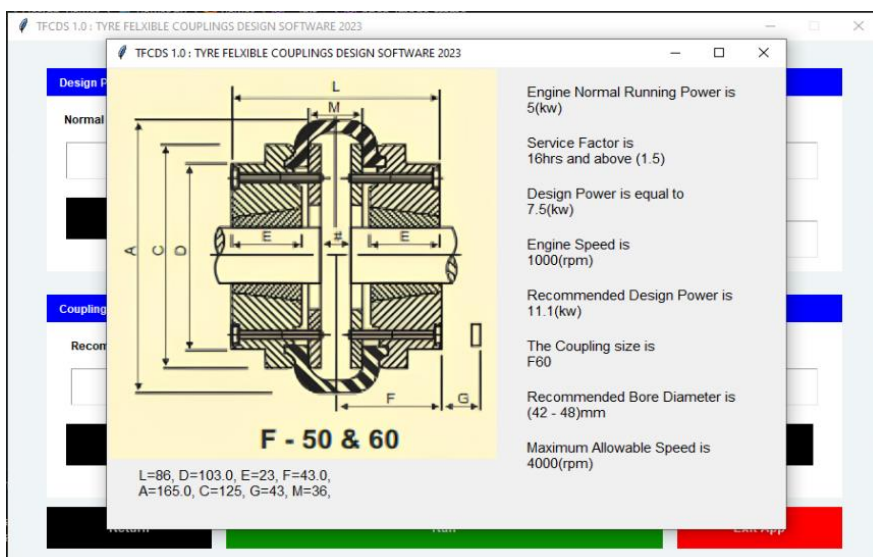 TFCDS 1.0 : TYRE FELXIBLE COUPLINGS DESIGN SOFTWARE 2023
TFCDS 1.0 : TYRE FELXIBLE COUPLINGS DESIGN SOFTWARE 2023
Design P
Normal
Coupling
Recom
L
M
A
C
D
E
E
F
G
F - 50 & 60
L=86, D=103.0, E=23, F=43.0,
A=165.0, C=125, G=43, M=36,
Engine Normal Running Power is
5(kw)
Service Factor is
16hrs and above (1.5)
Design Power is equal to
7.5(kw)
Engine Speed is
1000(rpm)
Recommended Design Power is
11.1(kw)
The Coupling size is
F60
Recommended Bore Diameter is
(42 - 48)mm
Maximum Allowable Speed is
4000(rpm)
Return
Run
Exit App